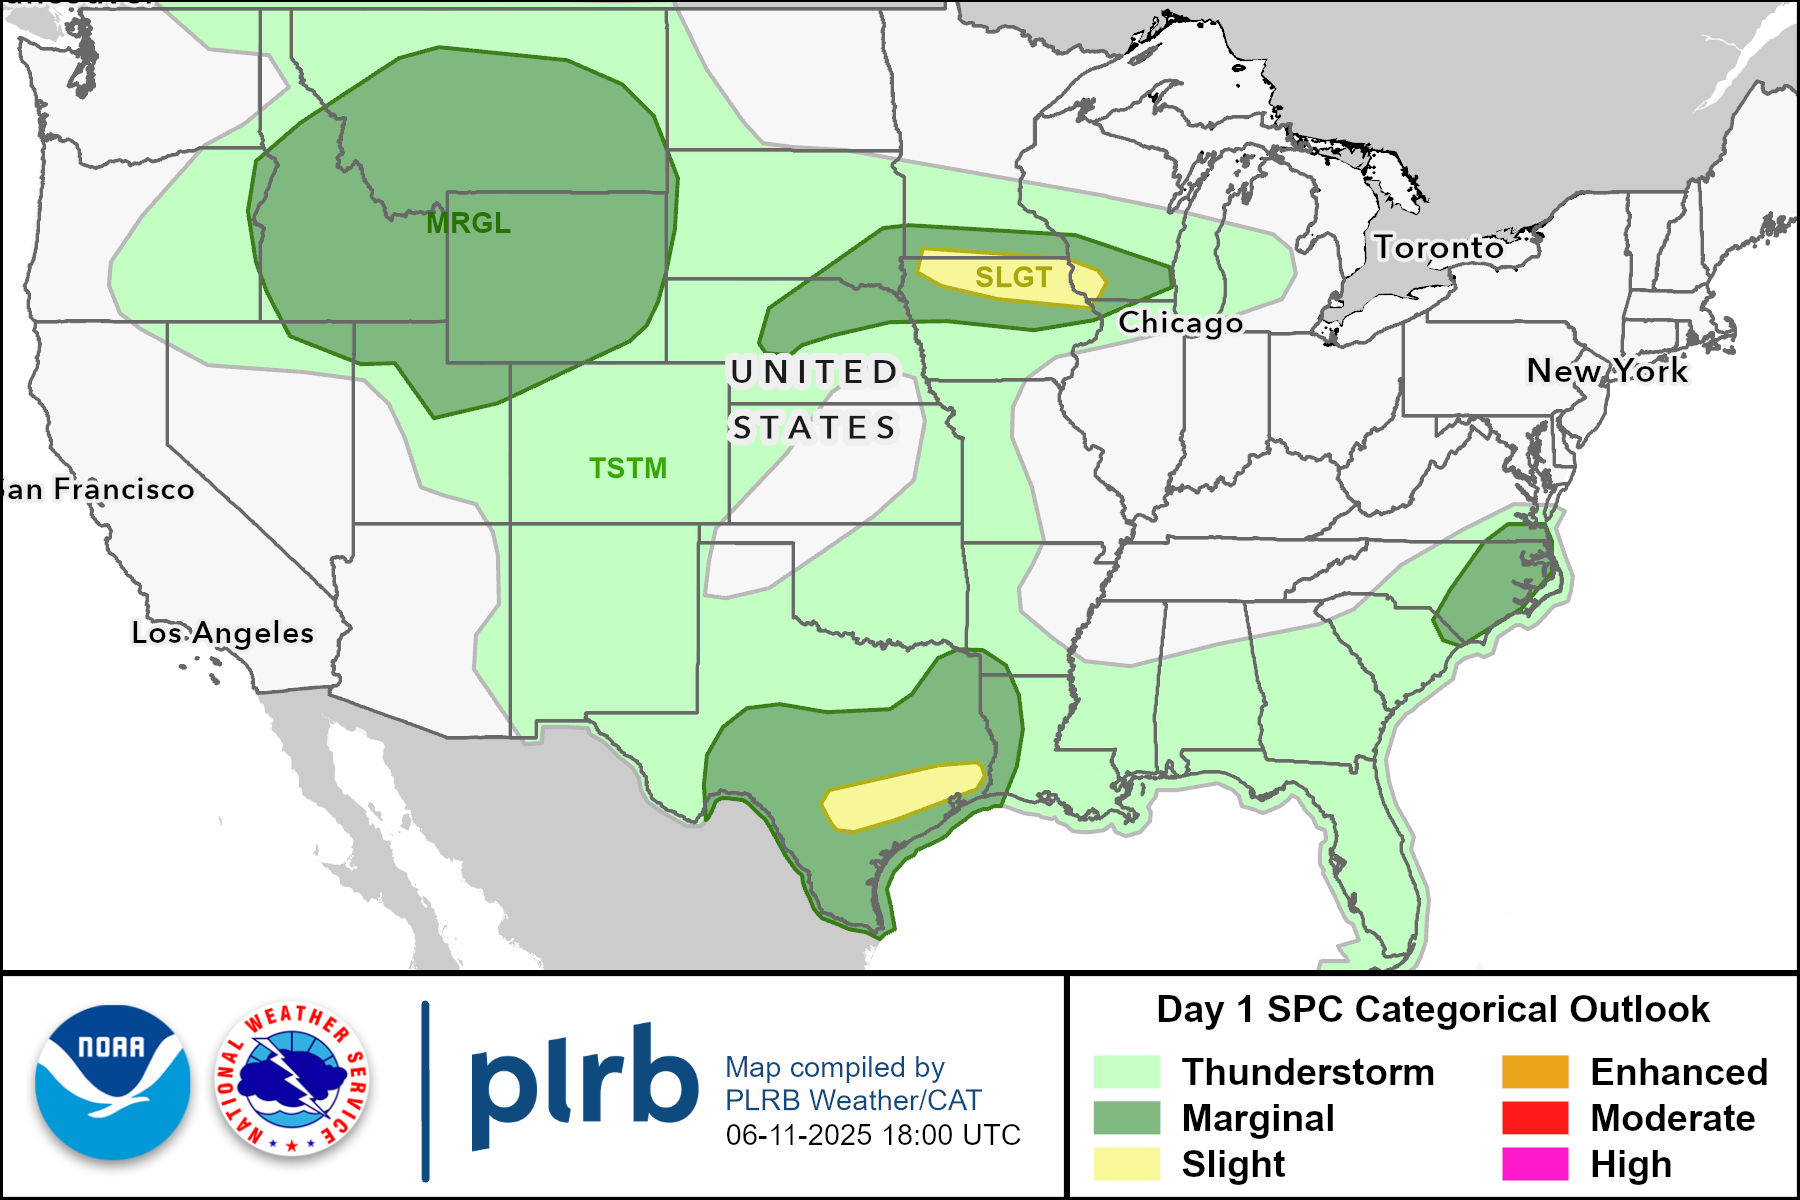 MRGL
SLGT
Toronto
Chicago
UNITED
STATES
New York
TSTM
San Francisco
Los Angeles
NOAA
NATIONAL WEATHER SERVICE
plrb
Map compiled by
PLRB Weather/CAT
06-11-2025 18:00 UTC
Day 1 SPC Categorical Outlook
Thunderstorm
Marginal
Slight
Enhanced
Moderate
High